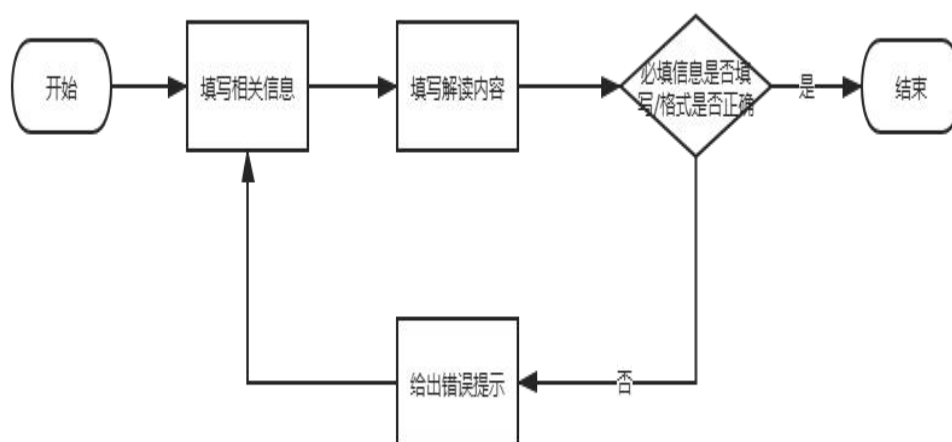 开始
填写相关信息
填写解读内容
必填信息是否填
写/格式是否正确
是
结束
给出错误提示
否